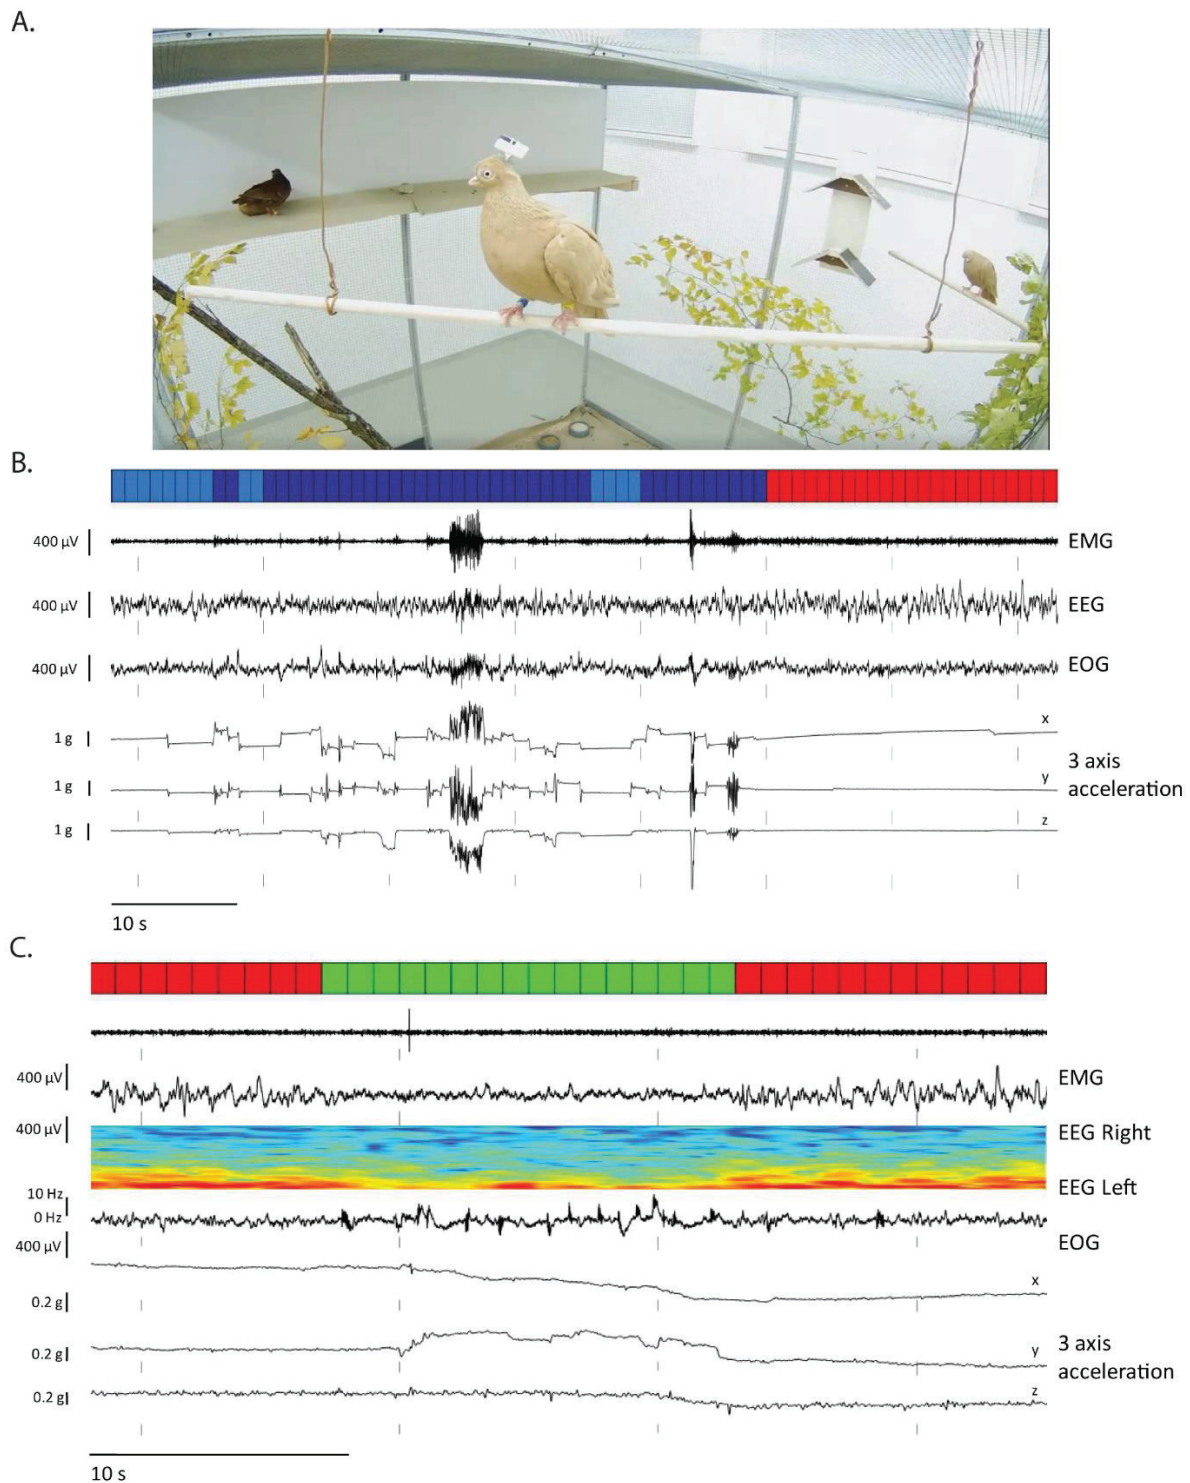 A.
B.
400 µV
EMG
400 µV
EEG
400 µV
EOG
x
1 g
3 axis
acceleration
y
1 g
z
1 g
10 s
C.
400 µV
EMG
400 µV
EEG Right
EEG Left
10 Hz
0 Hz
400 µV
EOG
x
0.2 g
y
0.2 g
3 axis
acceleration
z
0.2 g
10 s